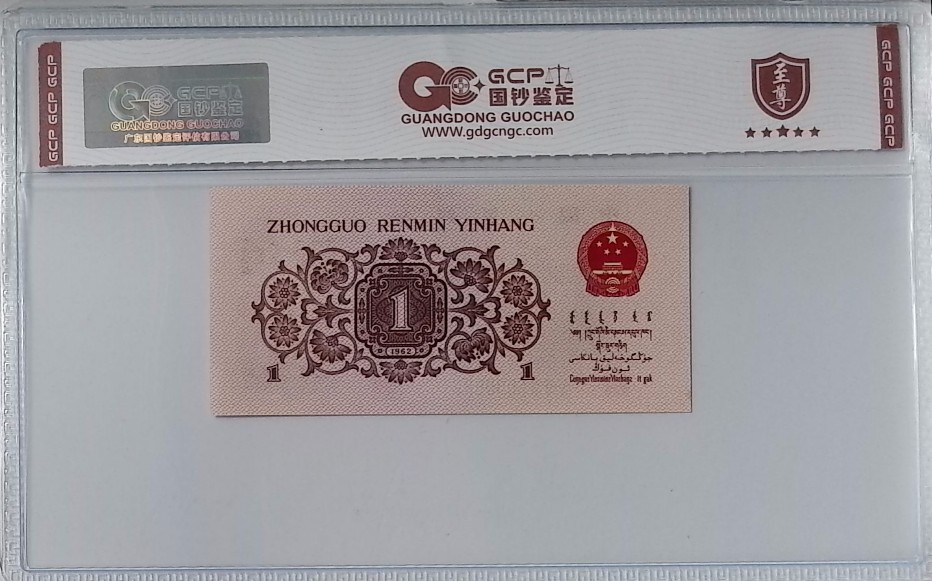 GCP GCP GCP
GC GCP
国钞鉴定
GUANGDONG GUOCHAO
广东国钞鉴定评估有限公司
GC GCP
国钞鉴定
GUANGDONG GUOCHAO
www.gdgcngc.com
至尊
GCP GCP GCP
ZHONGGUO RENMIN YINHANG
1
(1962)
1 1